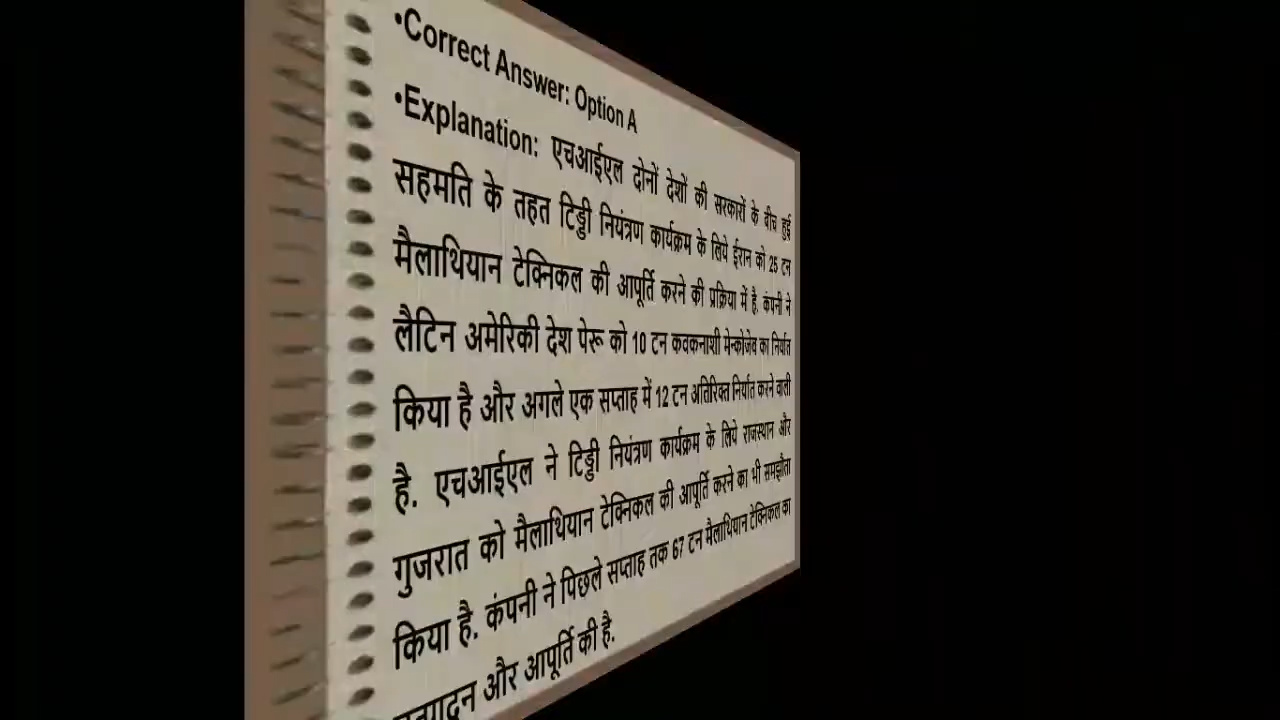 •Correct Answer: Option A
•Explanation: एचआईएल दोनों देशों की सरकारों के बीच हुई
सहमति के तहत टिड्डी नियंत्रण कार्यक्रम के लिये ईरान को 25 टन
मैलाथियान टेक्निकल की आपूर्ति करने की प्रक्रिया में है. कंपनी ने
लैटिन अमेरिकी देश पेरू को 10 टन कवकनाशी मेन्कोजेव का निर्यात
किया है और अगले एक सप्ताह में 12 टन अतिरिक्त निर्यात करने वाली
है. एचआईएल ने टिड्डी नियंत्रण कार्यक्रम के लिये राजस्थान और
गुजरात को मैलाथियान टेक्निकल की आपूर्ति करने का भी समझौता
किया है. कंपनी ने पिछले सप्ताह तक 67 टन मैलाथियान टेक्निकल का
और आपूर्ति की है.